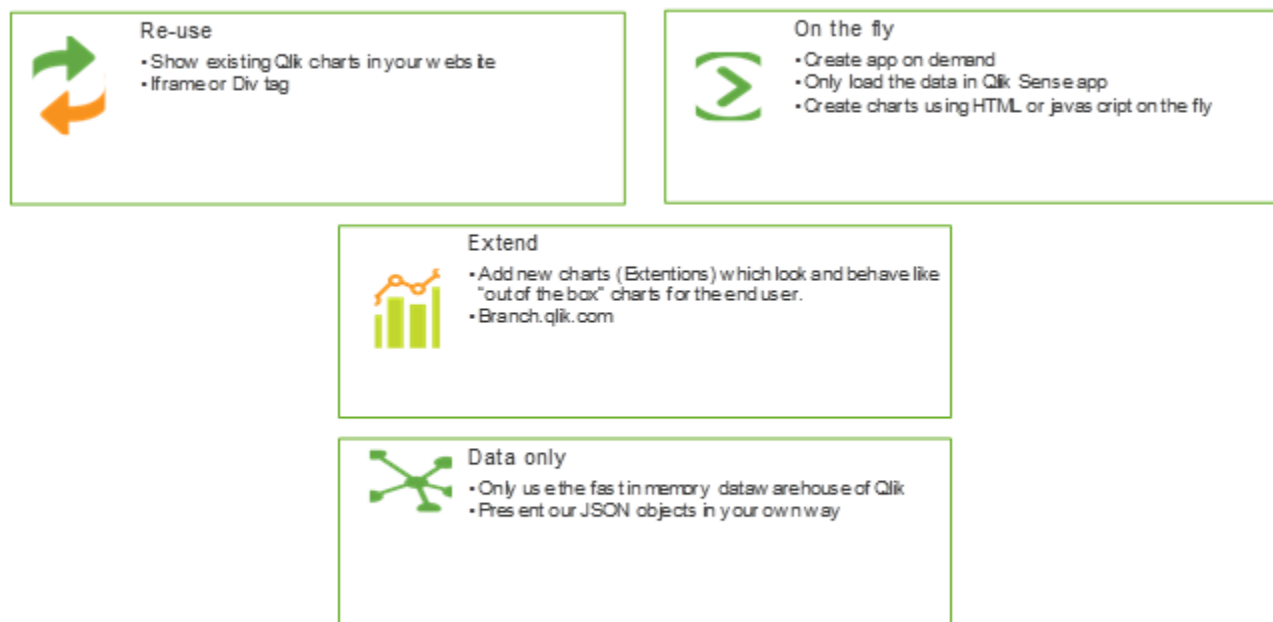 Re-use
• Show existing Qlik charts in your website
• Iframe or Div tag
On the fly
• Create app on demand
• Only load the data in Qlik Sense app
• Create charts using HTML or javascript on the fly
Extend
• Add new charts (Extentions) which look and behave like
"out of the box" charts for the end user.
• Branch.qlik.com
Data only
• Only use the fast in memory datawarehouse of Qlik
• Present our JSON objects in your own way